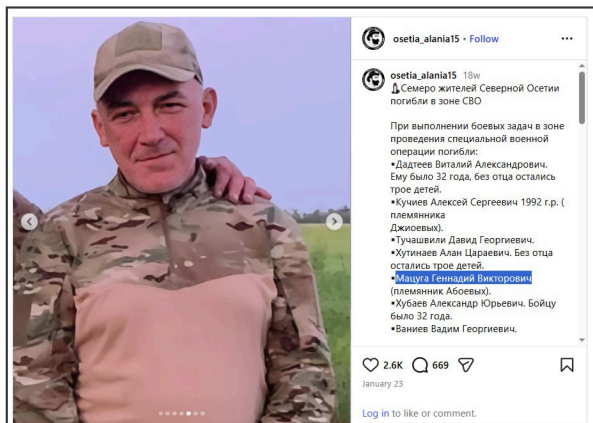 osetia_alania15 • Follow
osetia_alania15 18w
Семеро жителей Северной Осетии
погибли в зоне СВО
При выполнении боевых задач в зоне
проведения специальной военной
операции погибли:
▪Дадтеев Виталий Александрович.
Ему было 32 года, без отца остались
трое детей.
▪Кучиев Алексей Сергеевич 1992 г.р. (
племянника
Джиоевых).
▪Тучашвили Давид Георгиевич.
▪Хутинаев Алан Цараевич. Без отца
остались трое детей.
▪Мацуга Геннадий Викторович
(племянник Абоевых).
▪Хубаев Александр Юрьевич. Бойцу
было 32 года.
▪Ваниев Вадим Георгиевич.
2.6K 669
January 23
Log in to like or comment.